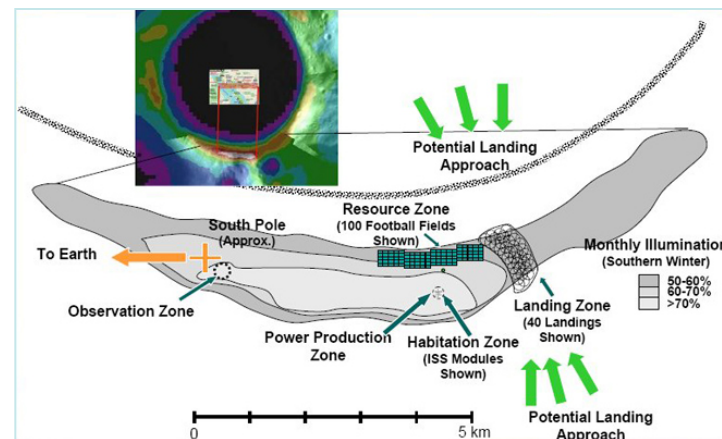 Potential Landing
Approach
South Pole
(Approx.)
Resource Zone
(100 Football Fields
Shown)
To Earth
Monthly Illumination
(Southern Winter)
50-60%
60-70%
>70%
Observation Zone
Landing Zone
(40 Landings
Shown)
Power Production
Zone
Habitation Zone
(ISS Modules
Shown)
0
5 km
Potential Landing
Approach